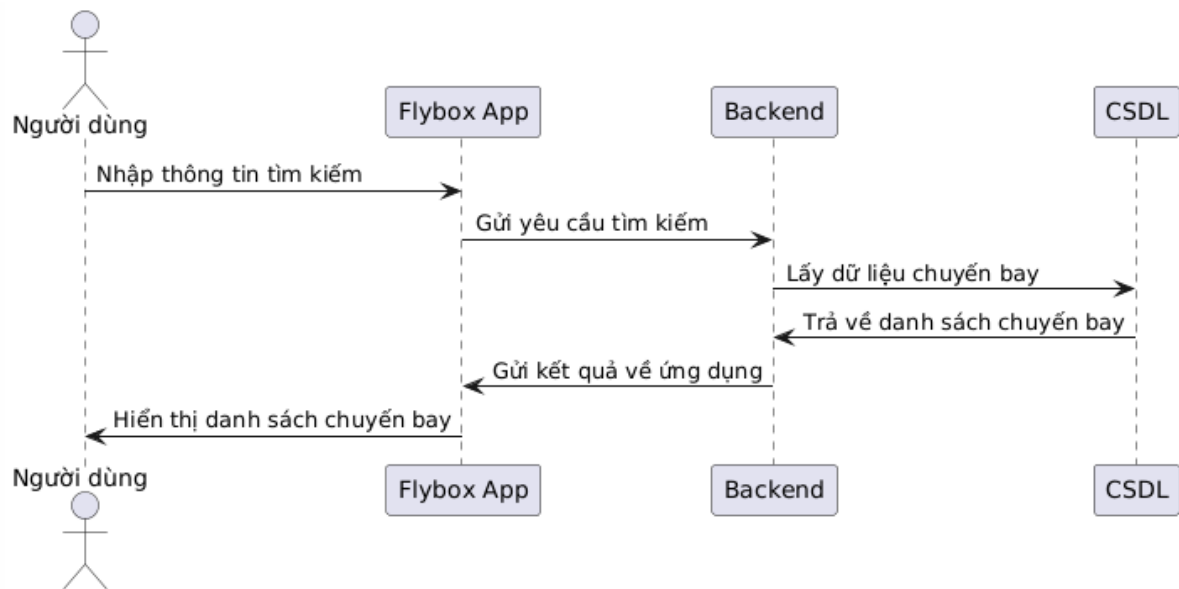 Người dùng
Flybox App
Backend
CSDL
Nhập thông tin tìm kiếm
Gửi yêu cầu tìm kiếm
Lấy dữ liệu chuyến bay
Trả về danh sách chuyến bay
Gửi kết quả về ứng dụng
Hiển thị danh sách chuyến bay
Người dùng
Flybox App
Backend
CSDL